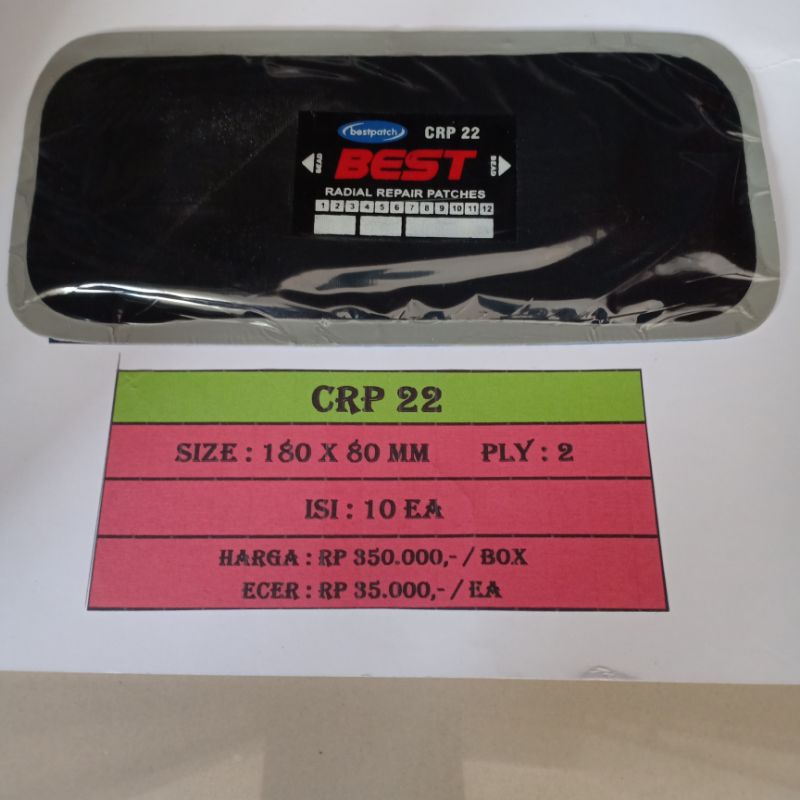 bestpatch CRP 22
BEAD BEST BEAD
RADIAL REPAIR PATCHES
1 2 3 4 5 6 7 8 9 10 11 12
CRP 22
SIZE : 180 X 80 MM PLY : 2
ISI : 10 EA
HARGA : RP 350.000,- / BOX
ECER : RP 35.000,- / EA